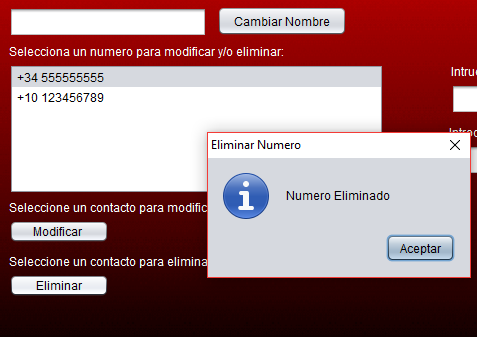 Cambiar Nombre
Selecciona un numero para modificar y/o eliminar:
+34 555555555
+10 123456789
Eliminar Numero
Numero Eliminado
Aceptar
Seleccione un contacto para modific
Modificar
Seleccione un contacto para elimina
Eliminar
Intruc